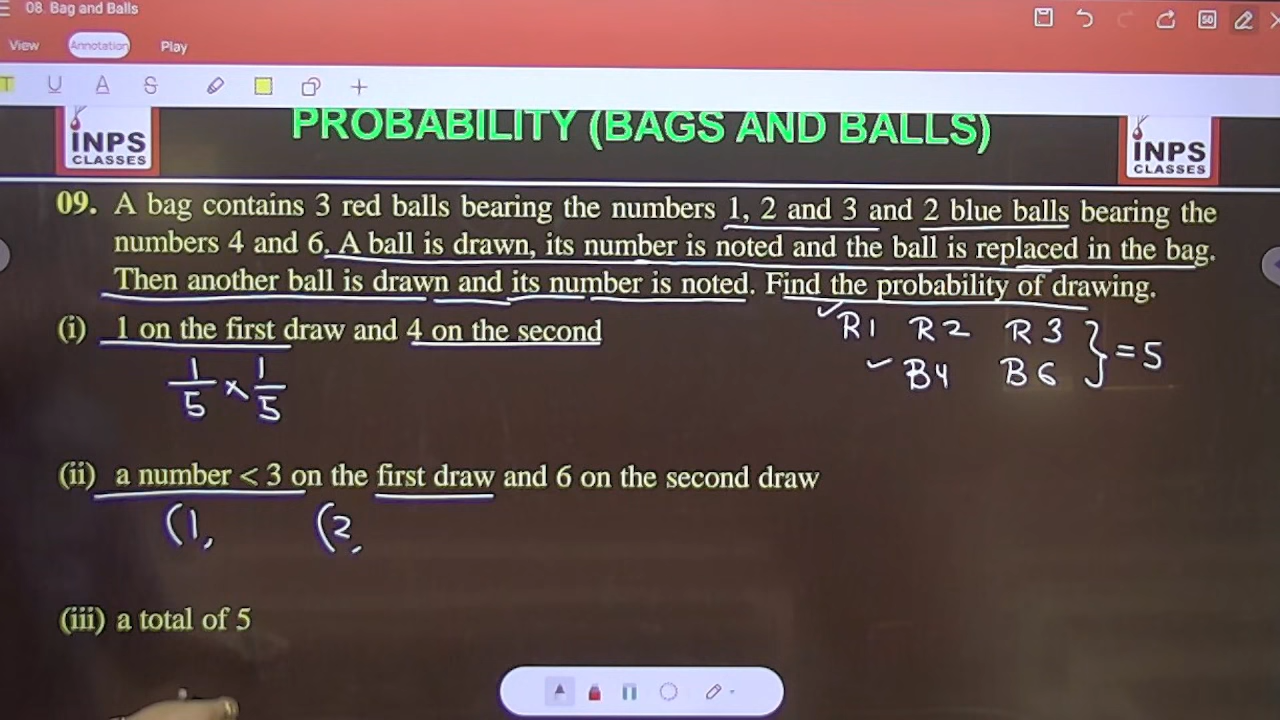 08. Bag and Balls
View Annotation Play
T U A S
50
PROBABILITY (BAGS AND BALLS)
INPS
CLASSES
INPS
CLASSES
09. A bag contains 3 red balls bearing the numbers 1, 2 and 3 and 2 blue balls bearing the
numbers 4 and 6. A ball is drawn, its number is noted and the ball is replaced in the bag.
Then another ball is drawn and its number is noted. Find the probability of drawing.
(i) 1 on the first draw and 4 on the second
R1 R2 R3
B4 B6 } = 5
1/5 × 1/5
(ii) a number < 3 on the first draw and 6 on the second draw
(1, (2,
(iii) a total of 5